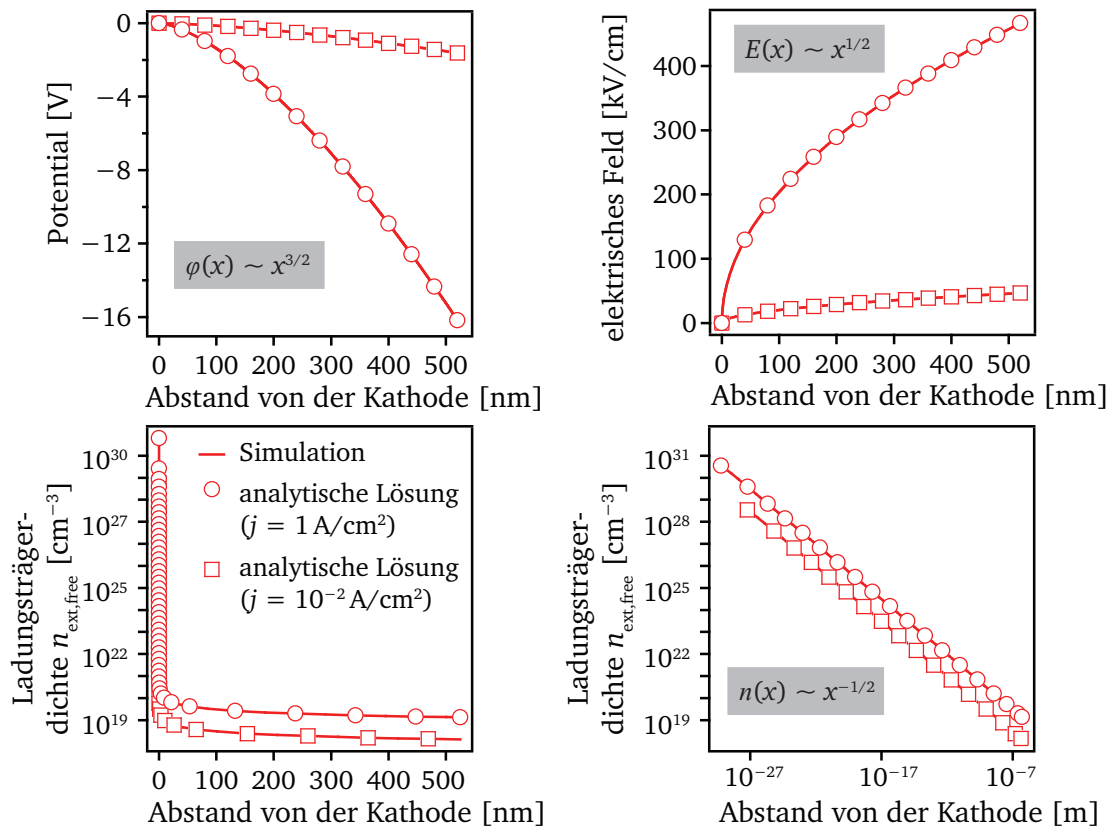 0
−4
−8
−12
−16
Potential [V]
φ(x) ~ x^{3/2}
0 100 200 300 400 500
Abstand von der Kathode [nm]
400
300
200
100
0
elektrisches Feld [kV/cm]
E(x) ~ x^{1/2}
0 100 200 300 400 500
Abstand von der Kathode [nm]
10^{30}
10^{27}
10^{25}
10^{22}
10^{19}
Ladungsträger-
dichte n_{ext,free} [cm^{−3}]
Simulation
analytische Lösung
(j = 1 A/cm²)
analytische Lösung
(j = 10^{−2} A/cm²)
0 100 200 300 400 500
Abstand von der Kathode [nm]
10^{31}
10^{28}
10^{25}
10^{22}
10^{19}
Ladungsträger-
dichte n_{ext,free} [cm^{−3}]
n(x) ~ x^{−1/2}
10^{−27} 10^{−17} 10^{−7}
Abstand von der Kathode [m]